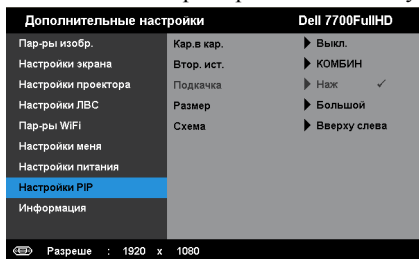 Дополнительные настройки Dell 7700FullHD
Пар-ры изобр. Кар.в кар. Выкл.
Настройки экрана Втор. ист. КОМБИН
Настройки проектора Подкачка Наж ✓
Настройки ЛВС Размер Большой
Пар-ры WiFi Схема Вверху слева
Настройки меня
Настройки питания
Настройки PIP
Информация
Разреше : 1920 x 1080